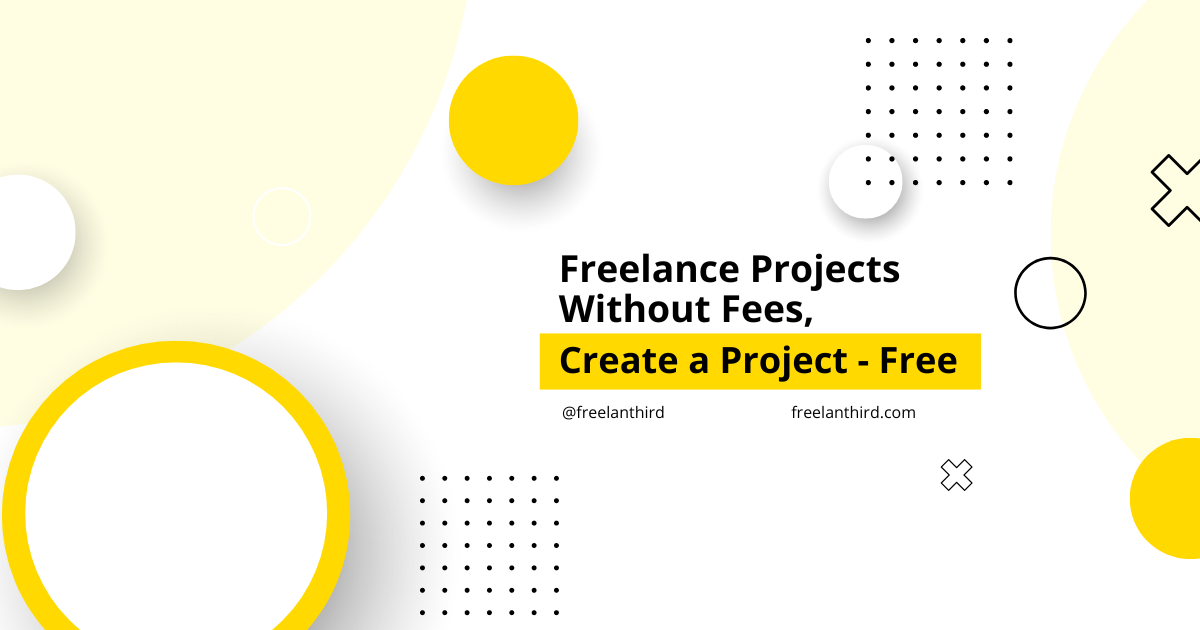 Freelance Projects
Without Fees,
Create a Project - Free
@freelanthird freelanthird.com